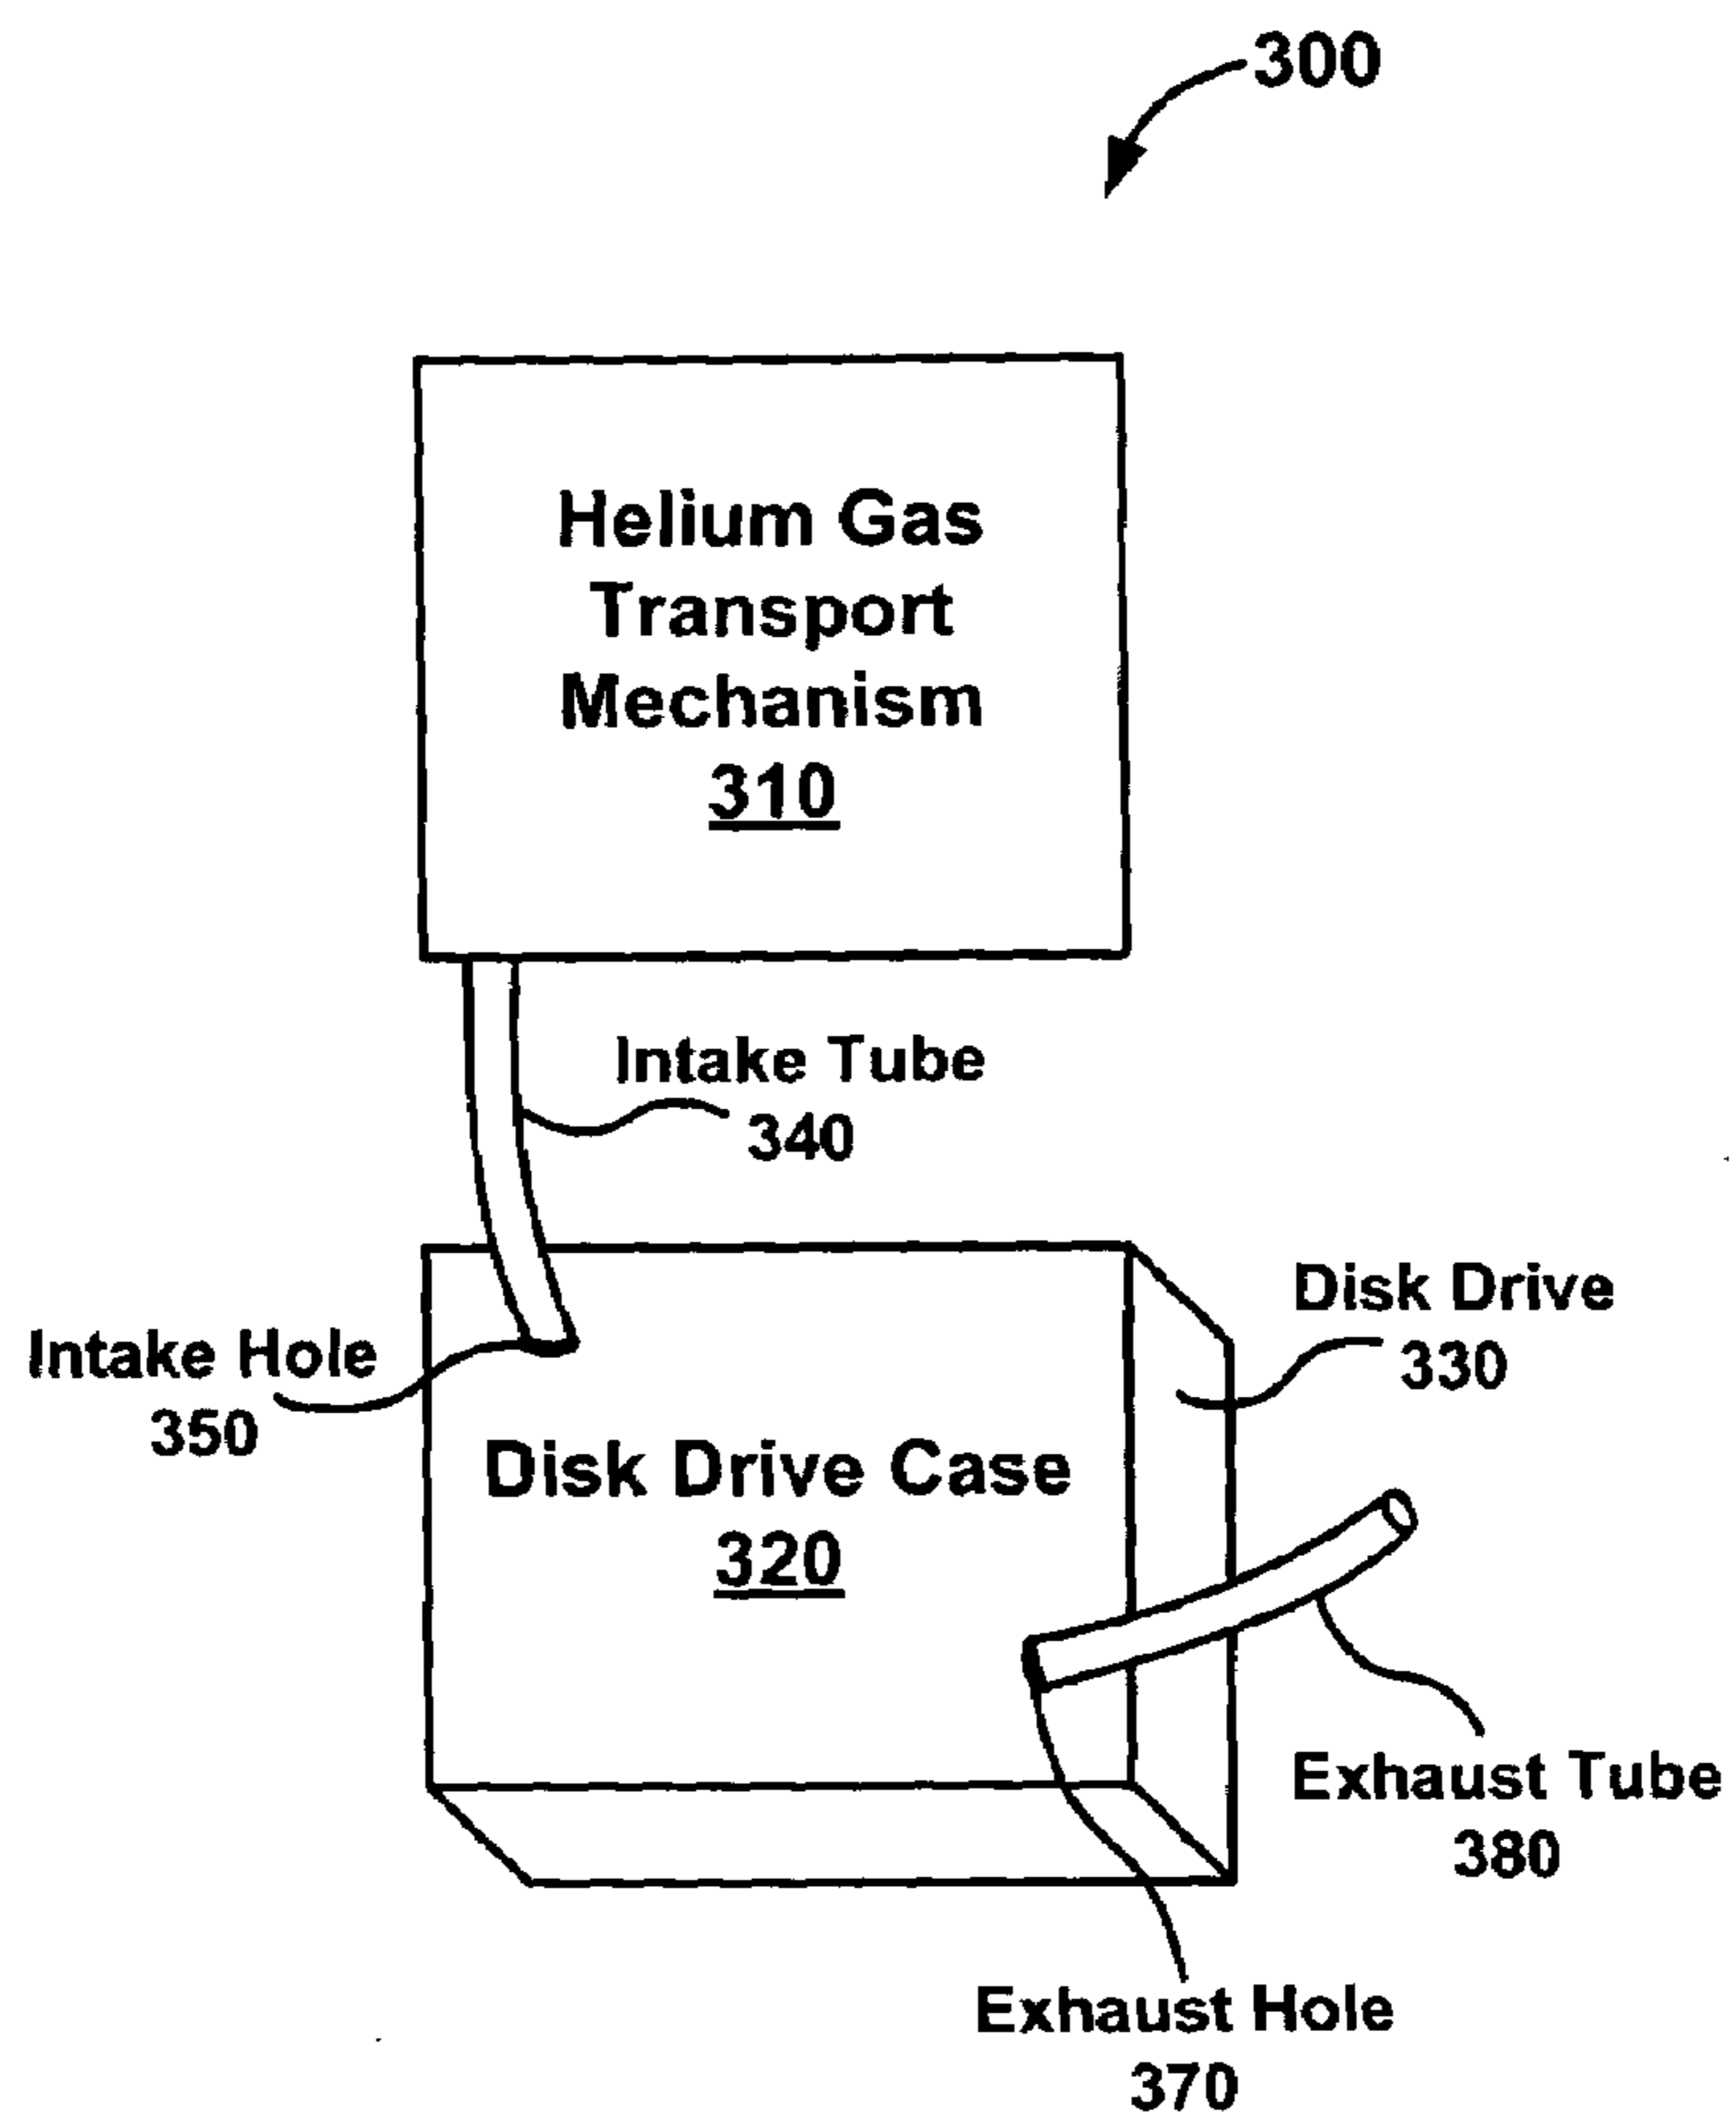 300
Helium Gas
Transport
Mechanism
310
Intake Tube
340
Disk Drive
330
Intake Hole
350
Disk Drive Case
320
Exhaust Tube
380
Exhaust Hole
370